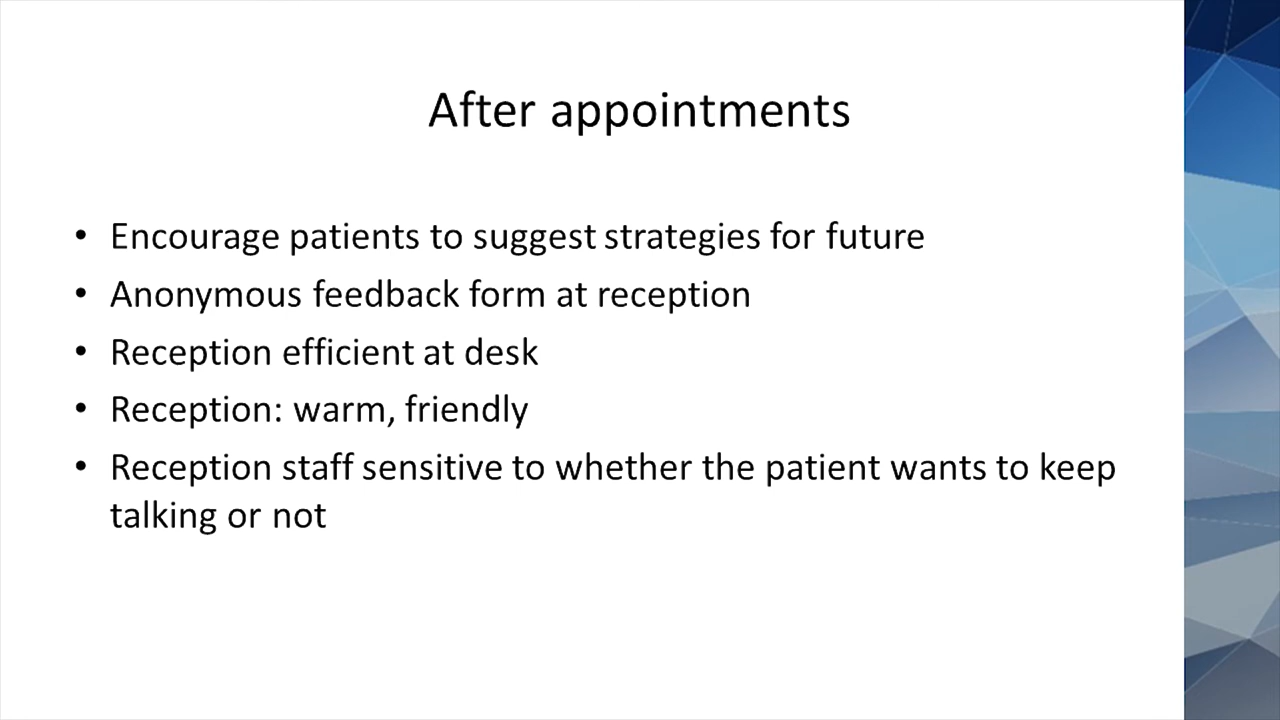 After appointments
• Encourage patients to suggest strategies for future
• Anonymous feedback form at reception
• Reception efficient at desk
• Reception: warm, friendly
• Reception staff sensitive to whether the patient wants to keep
talking or not